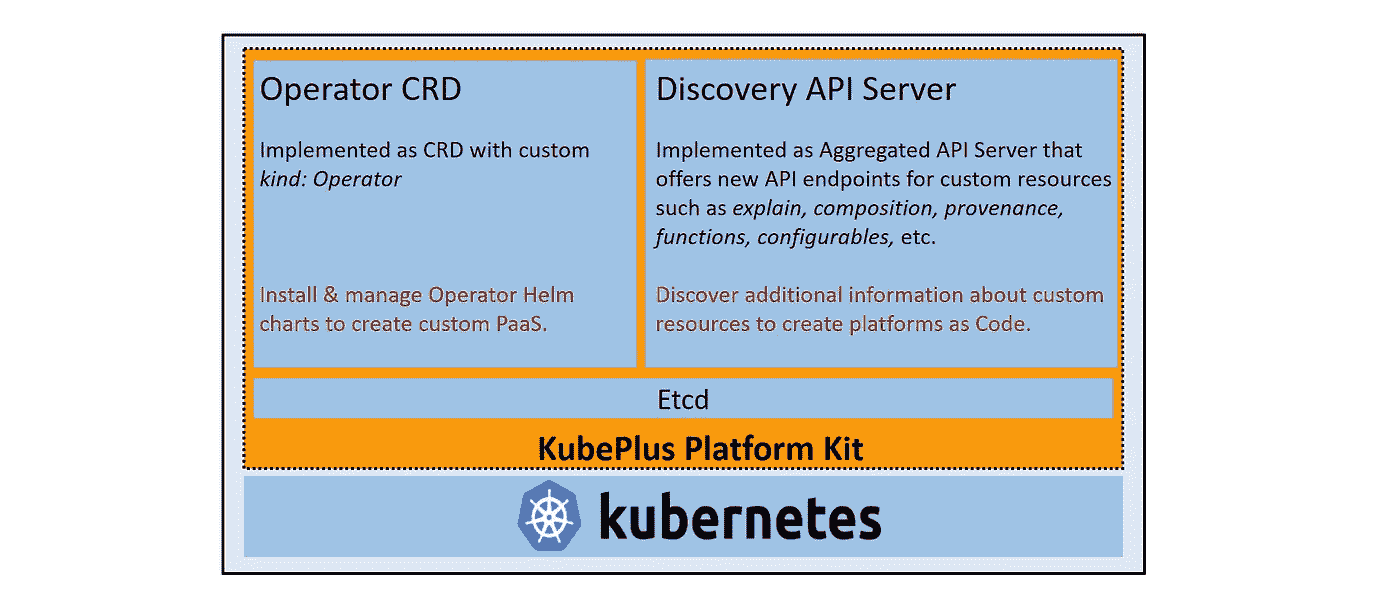 Operator CRD
Implemented as CRD with custom
kind: Operator
Install & manage Operator Helm
charts to create custom PaaS.
Discovery API Server
Implemented as Aggregated API Server that
offers new API endpoints for custom resources
such as explain, composition, provenance,
functions, configurables, etc.
Discover additional information about custom
resources to create platforms as Code.
Etcd
KubePlus Platform Kit
kubernetes